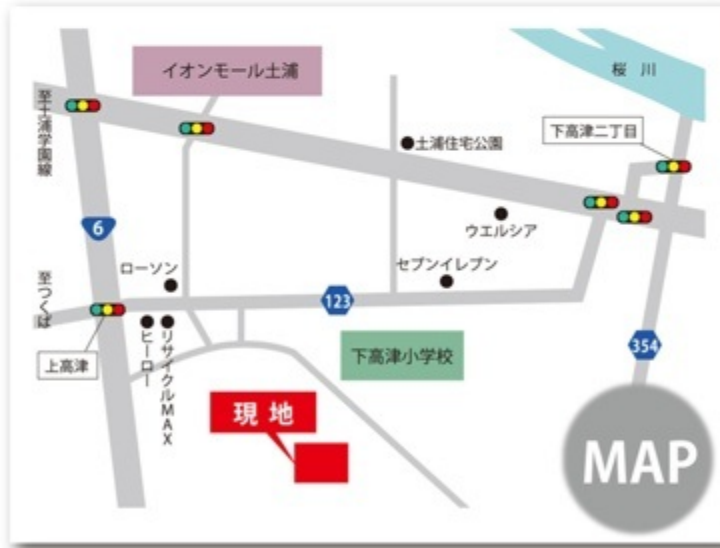 イオンモール土浦
桜 川
至土浦学園線
下高津二丁目
土浦住宅公園
6
ウエルシア
セブンイレブン
ローソン
至つくば
123
上高津
ヒーロー
リサイクルMAX
下高津小学校
354
現 地
MAP